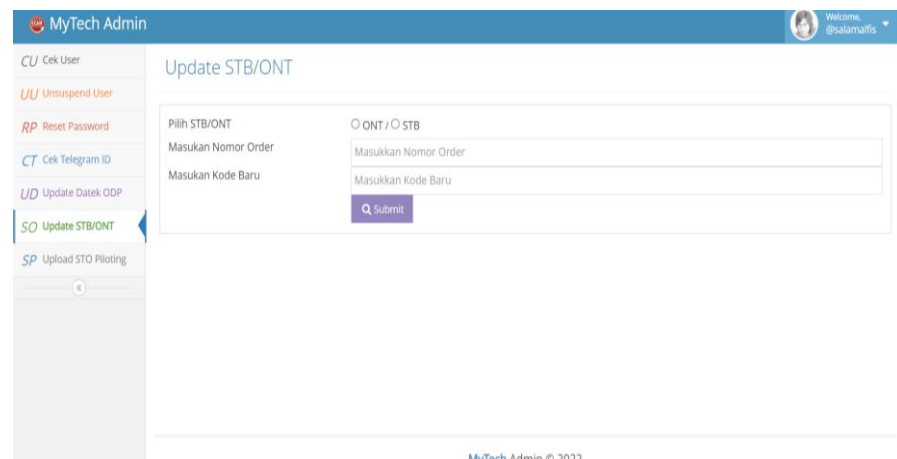 MyTech Admin
Welcome,
@salamalfis
CU Cek User
UU Unsuspend User
RP Reset Password
CT Cek Telegram ID
UD Update Datek ODP
SO Update STB/ONT
SP Upload STO Piloting
Update STB/ONT
Pilih STB/ONT
ONT / STB
Masukan Nomor Order
Masukkan Nomor Order
Masukan Kode Baru
Masukkan Kode Baru
Submit
MyTech Admin © 2022